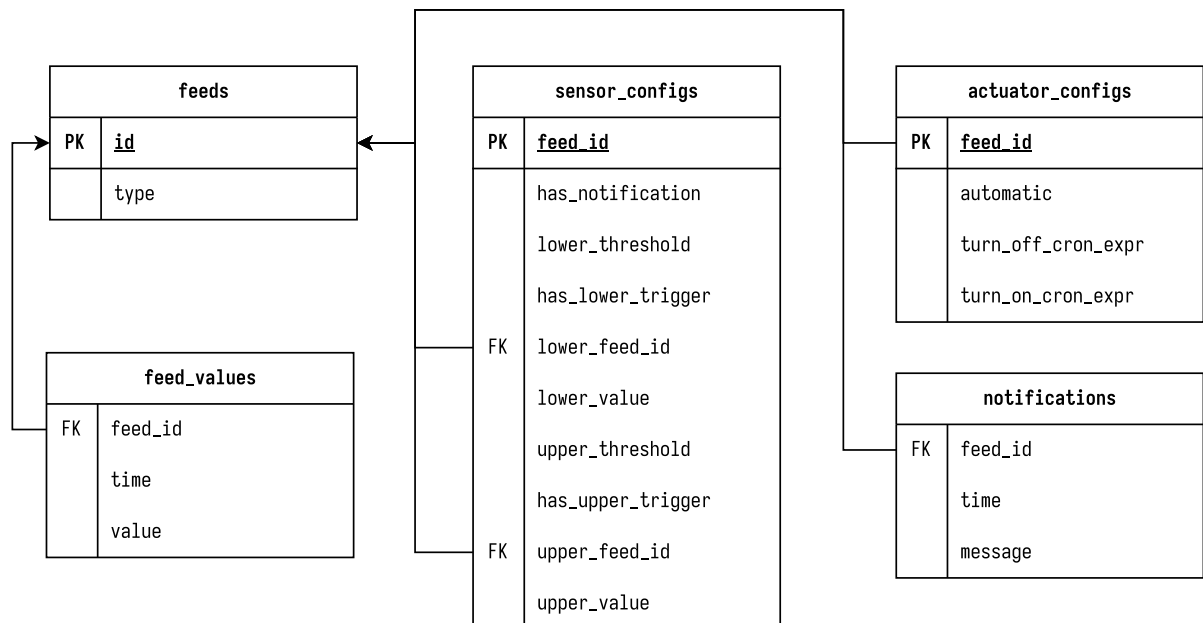 feeds
PK id
type
feed_values
FK feed_id
time
value
sensor_configs
PK feed_id
has_notification
lower_threshold
has_lower_trigger
FK lower_feed_id
lower_value
upper_threshold
has_upper_trigger
FK upper_feed_id
upper_value
actuator_configs
PK feed_id
automatic
turn_off_cron_expr
turn_on_cron_expr
notifications
FK feed_id
time
message